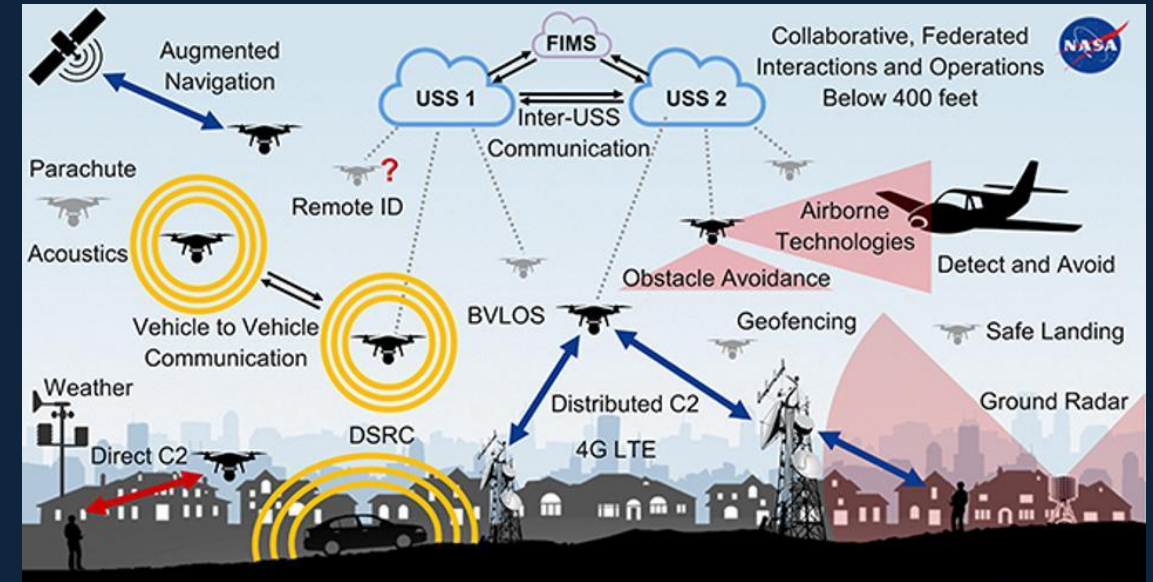 FIMS
Augmented
Navigation
USS 1
USS 2
Inter-USS
Communication
Collaborative, Federated
Interactions and Operations
Below 400 feet
NASA
Parachute
?
Remote ID
Acoustics
Airborne
Technologies
Obstacle Avoidance
Detect and Avoid
Vehicle to Vehicle
Communication
BVLOS
Geofencing
Safe Landing
Weather
Distributed C2
Ground Radar
DSRC
4G LTE
Direct C2